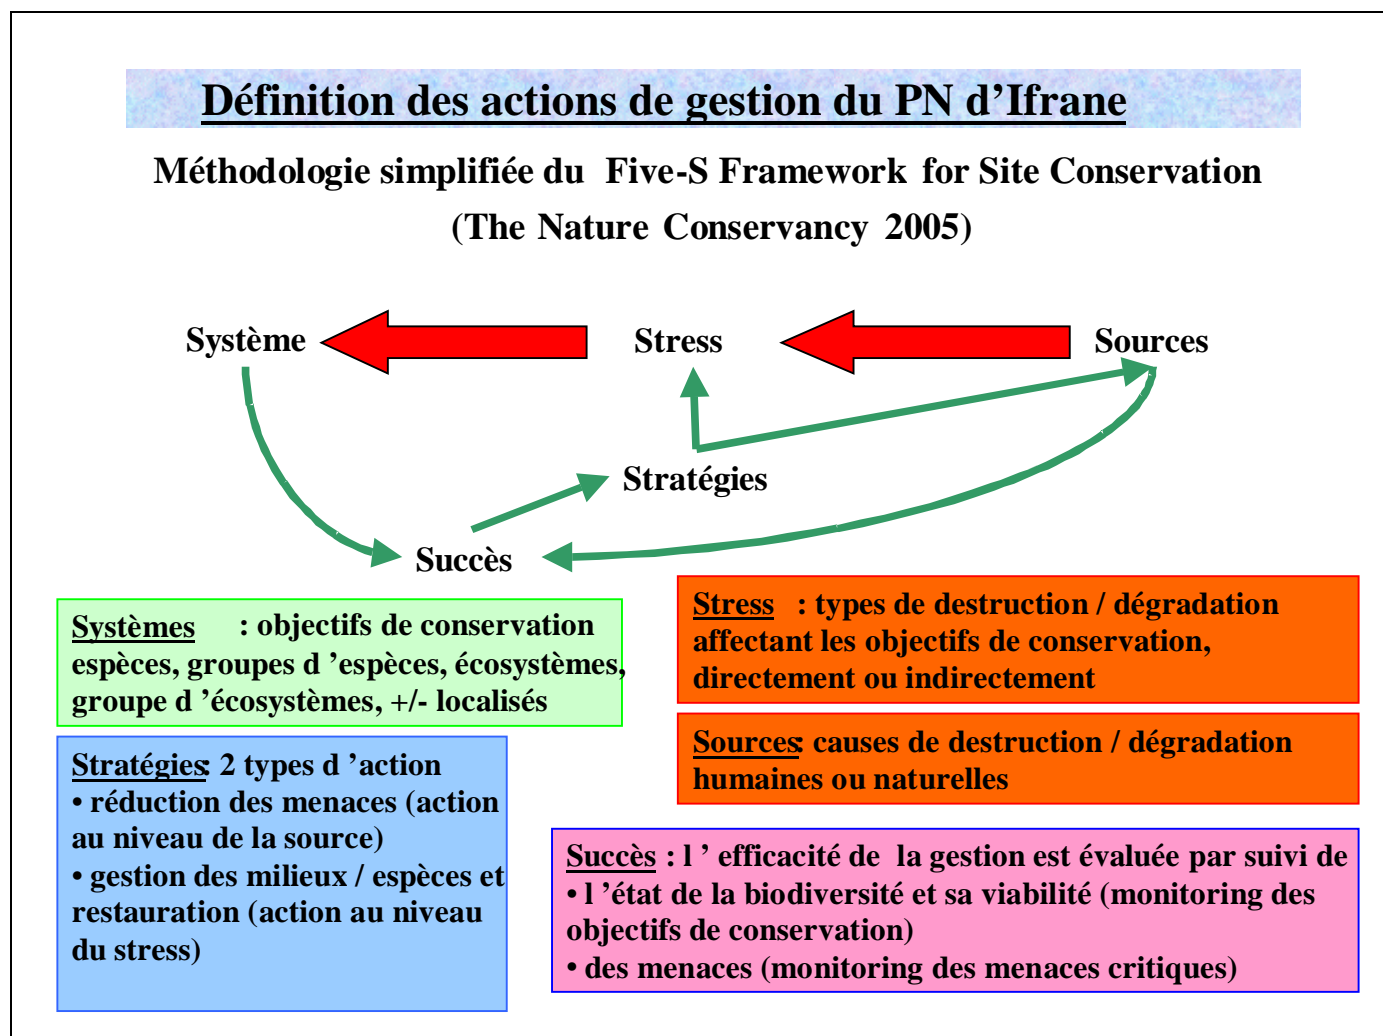 Définition des actions de gestion du PN d’Ifrane
Méthodologie simplifiée du Five-S Framework for Site Conservation
(The Nature Conservancy 2005)
Système
Stress
Sources
Stratégies
Succès
Systèmes : objectifs de conservation
espèces, groupes d ’espèces, écosystèmes,
groupe d ’écosystèmes, +/- localisés
Stress : types de destruction / dégradation
affectant les objectifs de conservation,
directement ou indirectement
Sources: causes de destruction / dégradation
humaines ou naturelles
Stratégies: 2 types d ’action
• réduction des menaces (action
au niveau de la source)
• gestion des milieux / espèces et
restauration (action au niveau
du stress)
Succès : l ’ efficacité de la gestion est évaluée par suivi de
• l ’état de la biodiversité et sa viabilité (monitoring des
objectifs de conservation)
• des menaces (monitoring des menaces critiques)